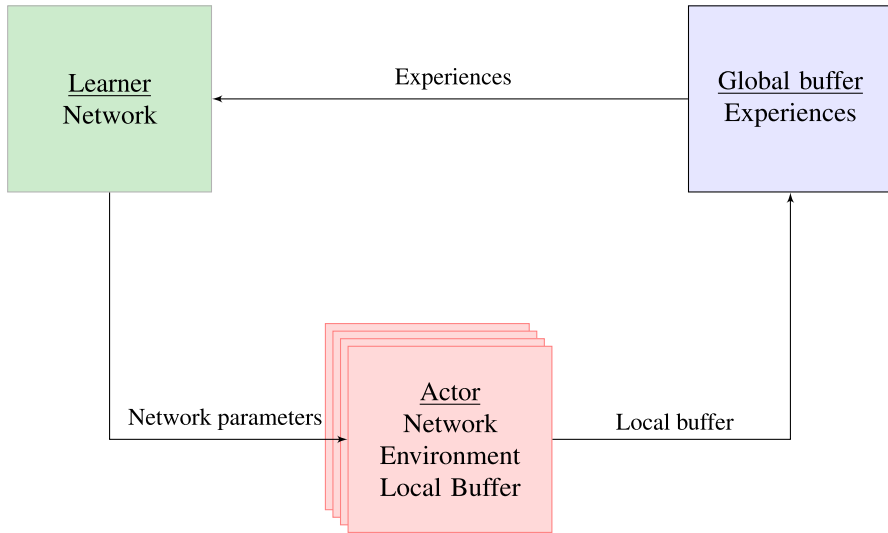 Learner
Network
Experiences
Global buffer
Experiences
Network parameters
Actor
Network
Environment
Local Buffer
Local buffer